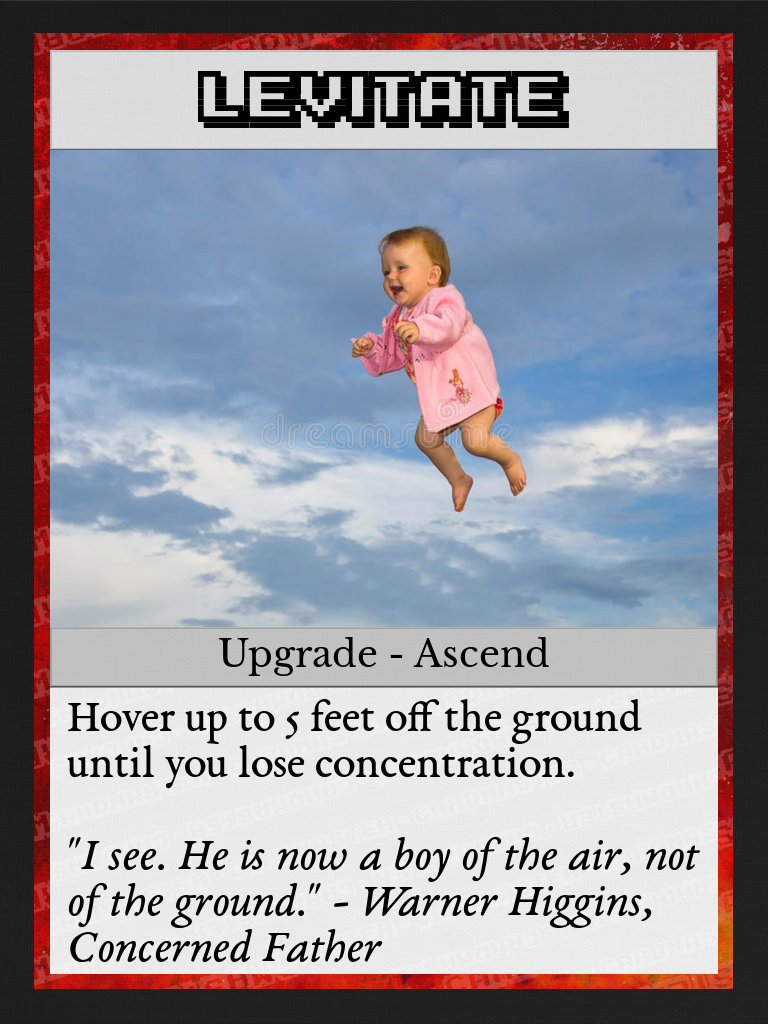 LEVITATE
dreamstime
Upgrade - Ascend
Hover up to 5 feet off the ground
until you lose concentration.
"I see. He is now a boy of the air, not
of the ground." - Warner Higgins,
Concerned Father